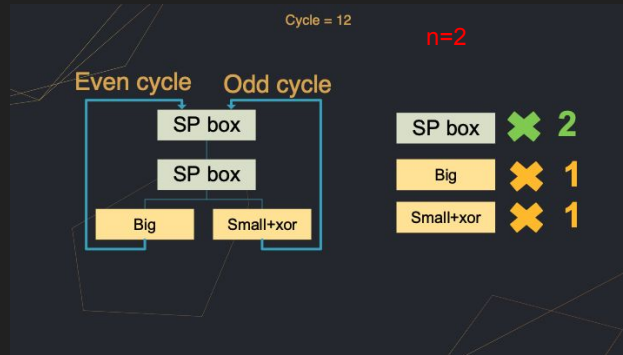 Cycle = 12
n=2
Even cycle
Odd cycle
SP box
SP box
Big
Small+xor
SP box
2
Big
1
Small+xor
1